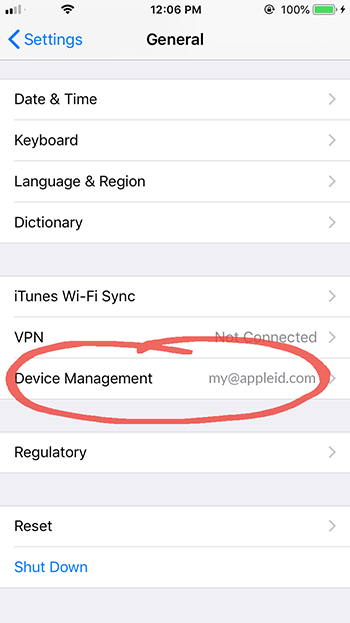 12:06 PM 100%
Settings General
Date & Time
Keyboard
Language & Region
Dictionary
iTunes Wi-Fi Sync
VPN Not Connected
Device Management my@appleid.com
Regulatory
Reset
Shut Down